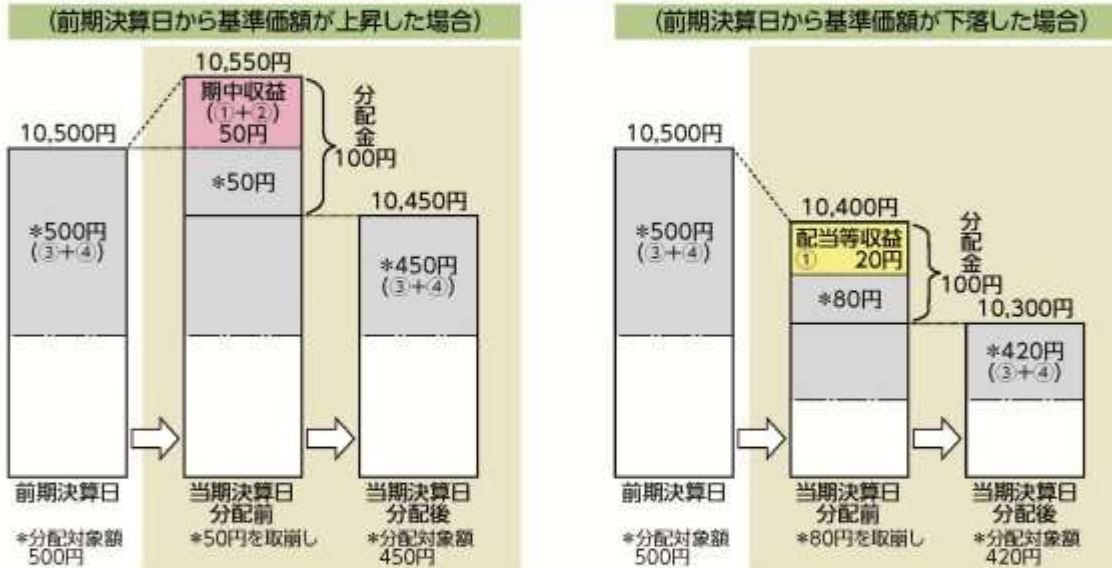 (前期決算日から基準価額が上昇した場合)
10,550円
期中収益
(①+②)
50円
分配金
100円
10,500円
*50円
10,450円
*500円
(③+④)
*450円
(③+④)
前期決算日
当期決算日
分配前
当期決算日
分配後
*分配対象額
500円
*50円を取崩し
*分配対象額
450円
(前期決算日から基準価額が下落した場合)
10,500円
10,400円
*500円
(③+④)
配当等収益
① 20円
分配金
100円
*80円
10,300円
*420円
(③+④)
前期決算日
当期決算日
分配前
当期決算日
分配後
*分配対象額
500円
*80円を取崩し
*分配対象額
420円